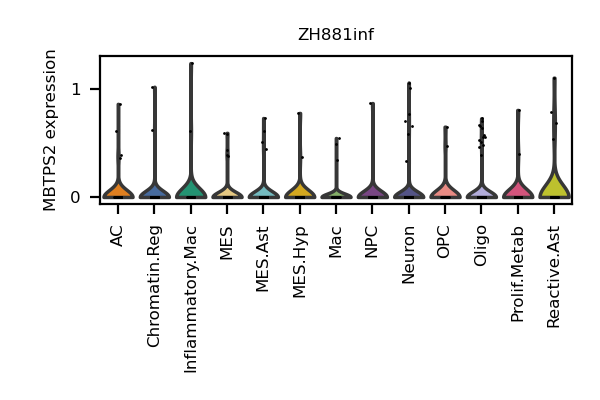 ZH881inf
MBTPS2 expression
1
0
AC
Chromatin.Reg
Inflammatory.Mac
MES
MES.Ast
MES.Hyp
Mac
NPC
Neuron
OPC
Oligo
Prolif.Metab
Reactive.Ast